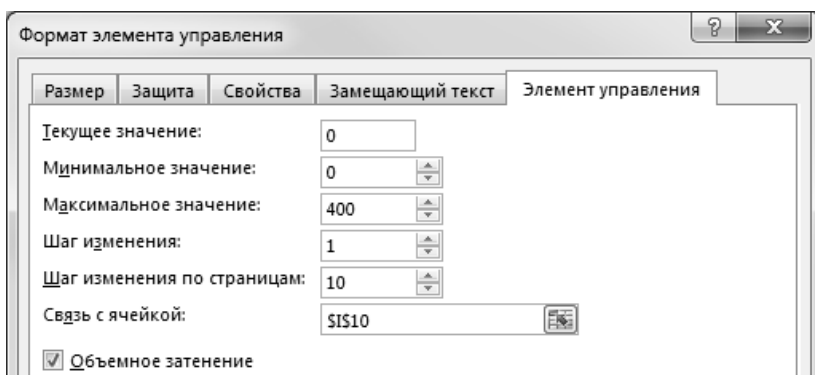 Формат элемента управления
Размер Защита Свойства Замещающий текст Элемент управления
Текущее значение: 0
Минимальное значение: 0
Максимальное значение: 400
Шаг изменения: 1
Шаг изменения по страницам: 10
Связь с ячейкой: $I$10
Объемное затенение